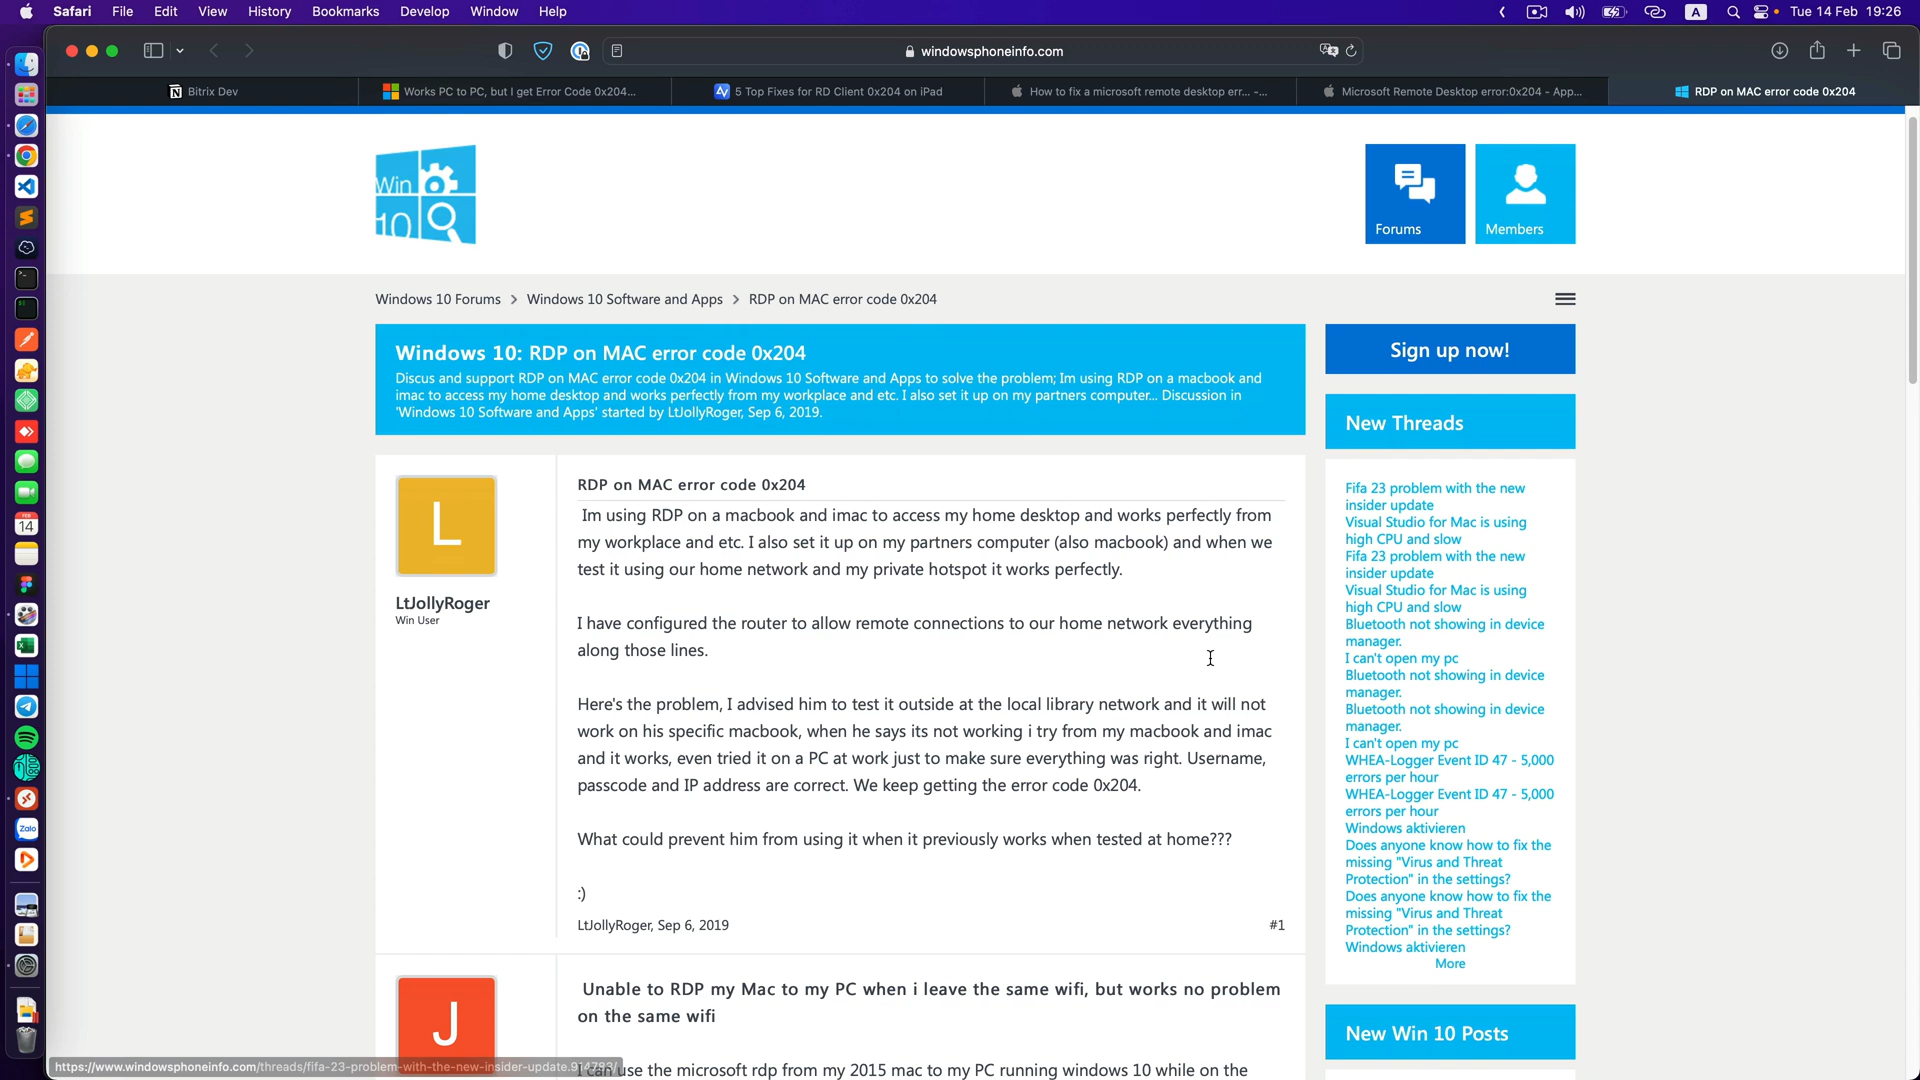 Safari File Edit View History Bookmarks Develop Window Help
A Tue 14 Feb 19:26
windowsphoneinfo.com
Bitrix Dev
Works PC to PC, but I get Error Code 0x204...
5 Top Fixes for RD Client 0x204 on iPad
How to fix a microsoft remote desktop err... -...
Microsoft Remote Desktop error:0x204 - App...
RDP on MAC error code 0x204
Win
10
Forums
Members
Windows 10 Forums > Windows 10 Software and Apps > RDP on MAC error code 0x204
Windows 10: RDP on MAC error code 0x204
Discus and support RDP on MAC error code 0x204 in Windows 10 Software and Apps to solve the problem; Im using RDP on a macbook and
imac to access my home desktop and works perfectly from my workplace and etc. I also set it up on my partners computer... Discussion in
'Windows 10 Software and Apps' started by LtJollyRoger, Sep 6, 2019.
L
LtJollyRoger
Win User
RDP on MAC error code 0x204
Im using RDP on a macbook and imac to access my home desktop and works perfectly from
my workplace and etc. I also set it up on my partners computer (also macbook) and when we
test it using our home network and my private hotspot it works perfectly.
I have configured the router to allow remote connections to our home network everything
along those lines.
Here's the problem, I advised him to test it outside at the local library network and it will not
work on his specific macbook, when he says its not working i try from my macbook and imac
and it works, even tried it on a PC at work just to make sure everything was right. Username,
passcode and IP address are correct. We keep getting the error code 0x204.
What could prevent him from using it when it previously works when tested at home???
:)
LtJollyRoger, Sep 6, 2019
#1
J
Unable to RDP my Mac to my PC when i leave the same wifi, but works no problem
on the same wifi
I can use the microsoft rdp from my 2015 mac to my PC running windows 10 while on the
Sign up now!
New Threads
Fifa 23 problem with the new
insider update
Visual Studio for Mac is using
high CPU and slow
Fifa 23 problem with the new
insider update
Visual Studio for Mac is using
high CPU and slow
Bluetooth not showing in device
manager.
I can't open my pc
Bluetooth not showing in device
manager.
Bluetooth not showing in device
manager.
I can't open my pc
WHEA-Logger Event ID 47 - 5,000
errors per hour
WHEA-Logger Event ID 47 - 5,000
errors per hour
Windows aktivieren
Does anyone know how to fix the
missing "Virus and Threat
Protection" in the settings?
Does anyone know how to fix the
missing "Virus and Threat
Protection" in the settings?
Windows aktivieren
More
New Win 10 Posts
FEB
14
Zalo